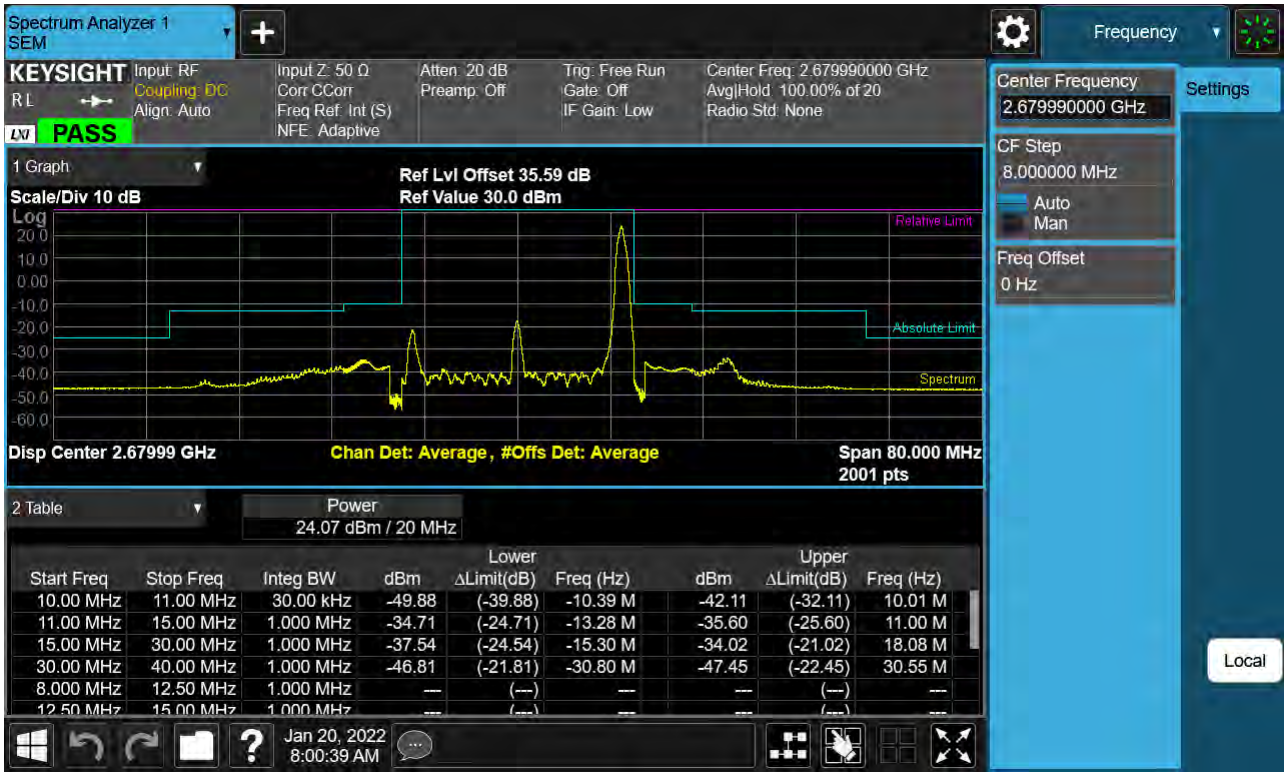 Spectrum Analyzer 1
SEM
+
Frequency
KEYSIGHT
RL
LXI
PASS
Input: RF
Coupling: DC
Align: Auto
Input Z: 50 Ω
Corr CCorr
Freq Ref: Int (S)
NFE: Adaptive
Atten: 20 dB
Preamp: Off
Trig: Free Run
Gate: Off
IF Gain: Low
Center Freq: 2.679990000 GHz
Avg|Hold: 100.00% of 20
Radio Std: None
Center Frequency
2.679990000 GHz
Settings
CF Step
8.000000 MHz
Auto
Man
Freq Offset
0 Hz
1 Graph
Scale/Div 10 dB
Ref Lvl Offset 35.59 dB
Ref Value 30.0 dBm
Log
20.0
10.0
0.00
-10.0
-20.0
-30.0
-40.0
-50.0
-60.0
Relative Limit
Absolute Limit
Spectrum
Disp Center 2.67999 GHz
Chan Det: Average, #Offs Det: Average
Span 80.000 MHz
2001 pts
2 Table
Power
24.07 dBm / 20 MHz
Lower Upper
Start Freq Stop Freq Integ BW dBm ΔLimit(dB) Freq (Hz) dBm ΔLimit(dB) Freq (Hz)
10.00 MHz 11.00 MHz 30.00 kHz -49.88 (-39.88) -10.39 M -42.11 (-32.11) 10.01 M
11.00 MHz 15.00 MHz 1.000 MHz -34.71 (-24.71) -13.28 M -35.60 (-25.60) 11.00 M
15.00 MHz 30.00 MHz 1.000 MHz -37.54 (-24.54) -15.30 M -34.02 (-21.02) 18.08 M
30.00 MHz 40.00 MHz 1.000 MHz -46.81 (-21.81) -30.80 M -47.45 (-22.45) 30.55 M
8.000 MHz 12.50 MHz 1.000 MHz --- (---) --- --- (---) ---
12.50 MHz 15.00 MHz 1.000 MHz --- (---) --- --- (---) ---
Local
?
Jan 20, 2022
8:00:39 AM